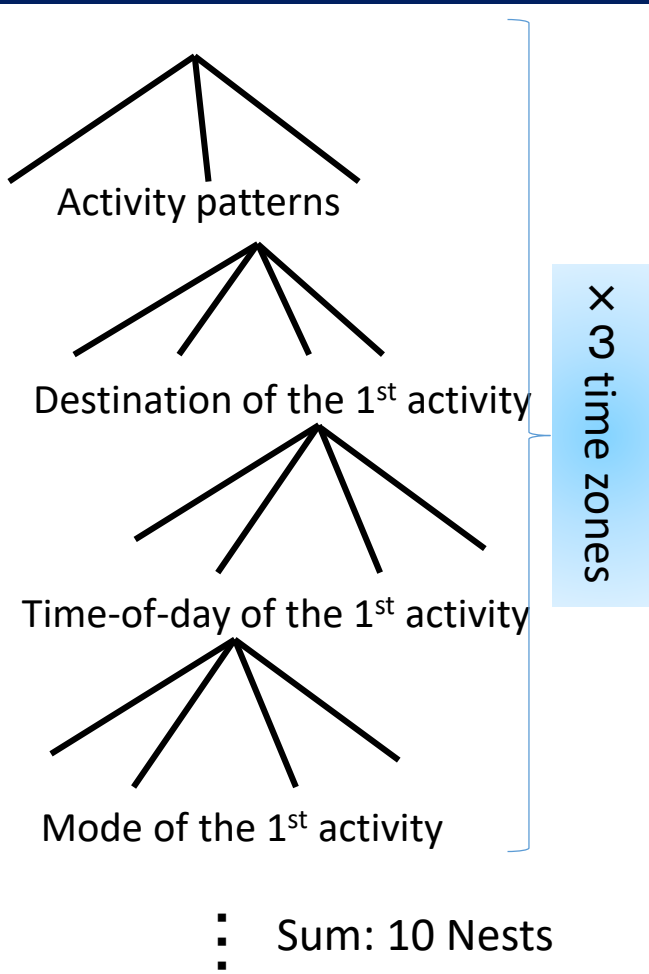 Activity patterns
Destination of the 1st activity
× 3 time zones
Time-of-day of the 1st activity
Mode of the 1st activity
⋮ Sum: 10 Nests